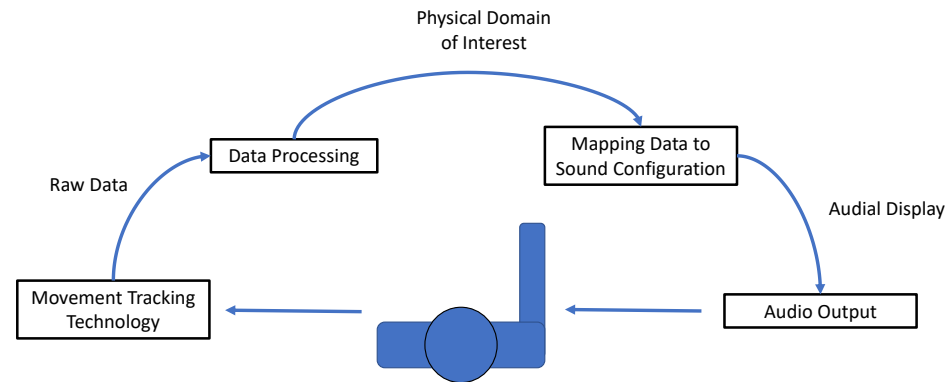 Physical Domain
of Interest
Data Processing
Mapping Data to
Sound Configuration
Raw Data
Audial Display
Movement Tracking
Technology
Audio Output